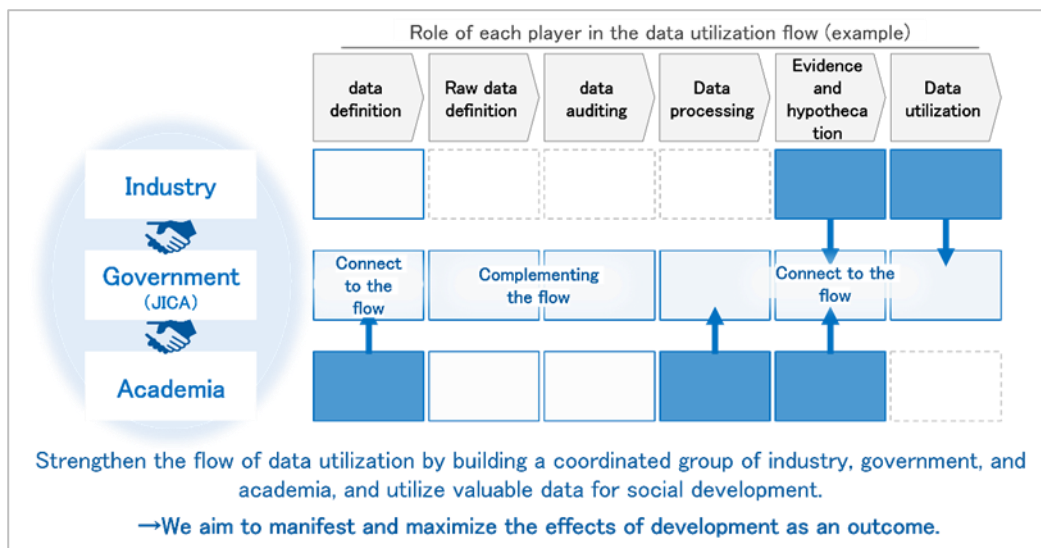 Role of each player in the data utilization flow (example)
data
definition
Raw data
definition
data
auditing
Data
processing
Evidence
and
hypotheca
tion
Data
utilization
Industry
Government
(JICA)
Academia
Connect
to the
flow
Complementing
the flow
Connect to the
flow
Strengthen the flow of data utilization by building a coordinated group of industry, government, and
academia, and utilize valuable data for social development.
→We aim to manifest and maximize the effects of development as an outcome.